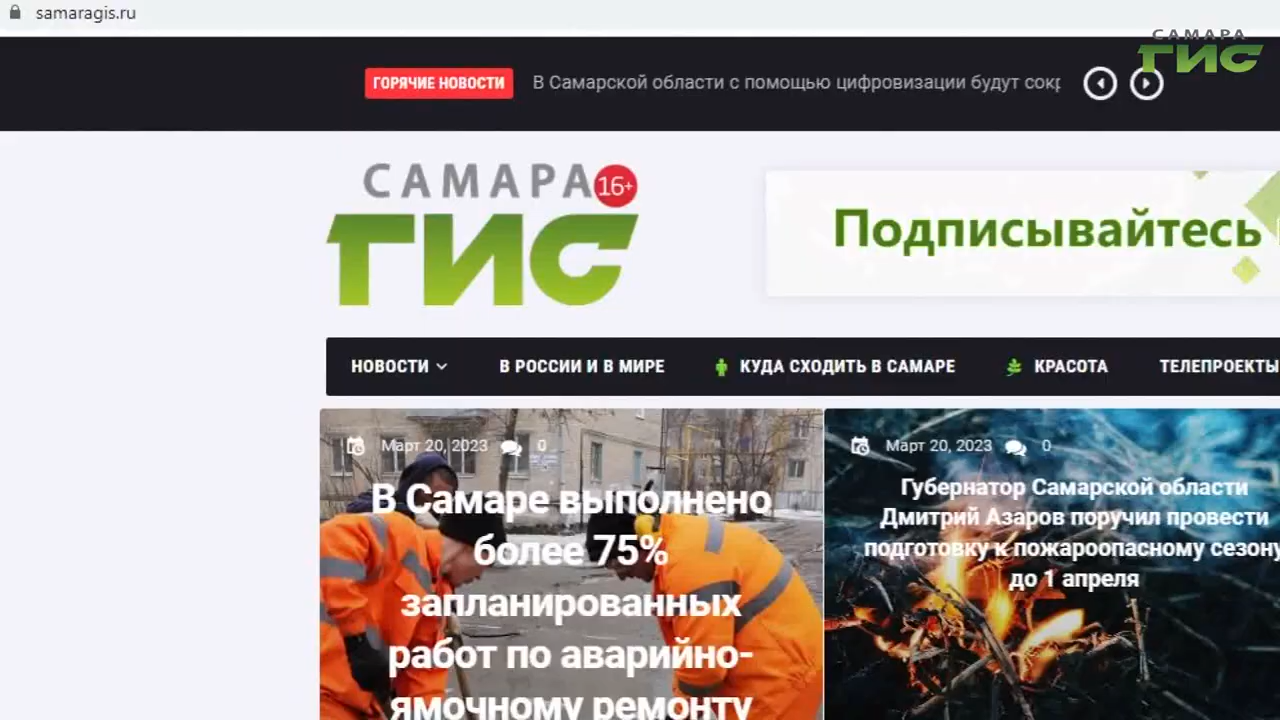 samaragis.ru
САМАРА
ГИС
ГОРЯЧИЕ НОВОСТИ
В Самарской области с помощью цифровизации будут сокр
САМАРА 16+
ГИС
Подписывайтесь
НОВОСТИ
В РОССИИ И В МИРЕ
КУДА СХОДИТЬ В САМАРЕ
КРАСОТА
ТЕЛЕПРОЕКТЫ
Март 20, 2023 0
В Самаре выполнено
более 75%
запланированных
работ по аварийно-
ямочному ремонту
Март 20, 2023 0
Губернатор Самарской области
Дмитрий Азаров поручил провести
подготовку к пожароопасному сезону
до 1 апреля